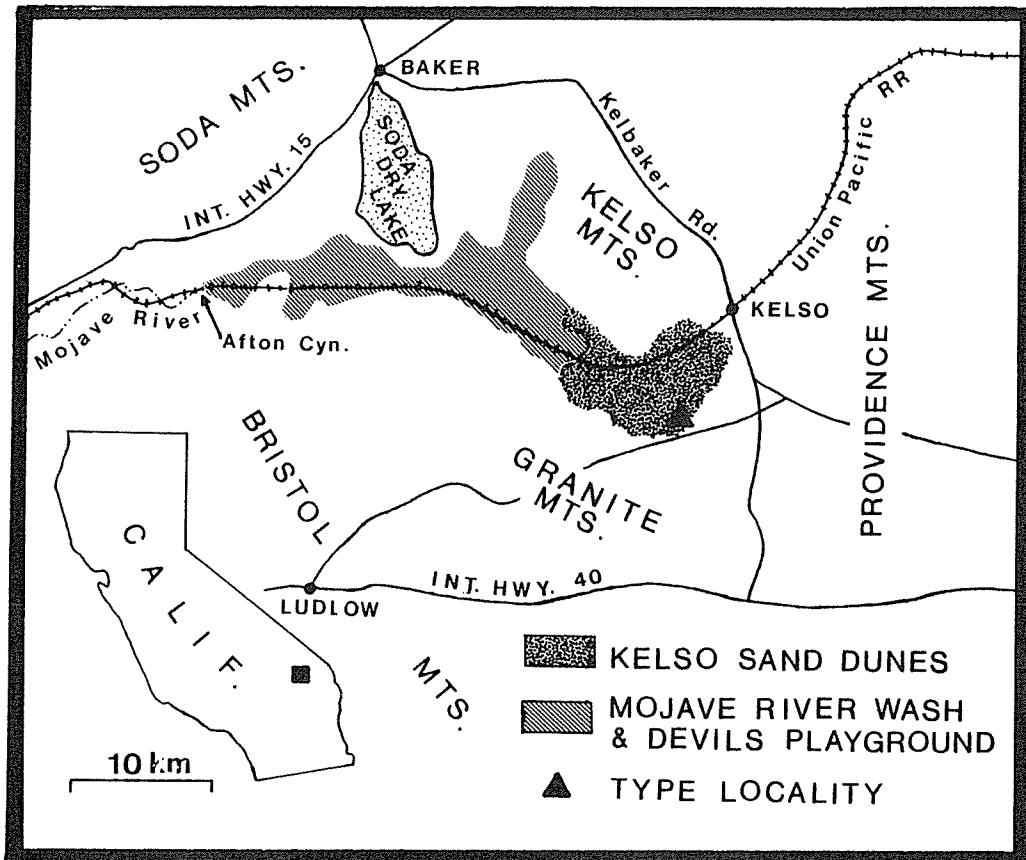 BAKER
SODA MTS.
INT. HWY. 15
SODA
DRY
LAKE
Kelbaker Rd.
KELSO
MTS.
Union Pacific RR
KELSO
PROVIDENCE MTS.
Mojave River
Afton Cyn.
BRISTOL
MTS.
GRANITE
MTS.
INT. HWY. 40
LUDLOW
CALIF.
10 km
KELSO SAND DUNES
MOJAVE RIVER WASH
& DEVILS PLAYGROUND
TYPE LOCALITY